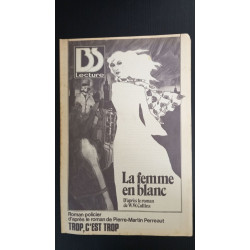 BS
Lecture
La femme
en blanc
D'après le roman
de W.W. Collins
Roman policier
d'après le roman de Pierre-Martin Perreaut
TROP, C'EST TROP